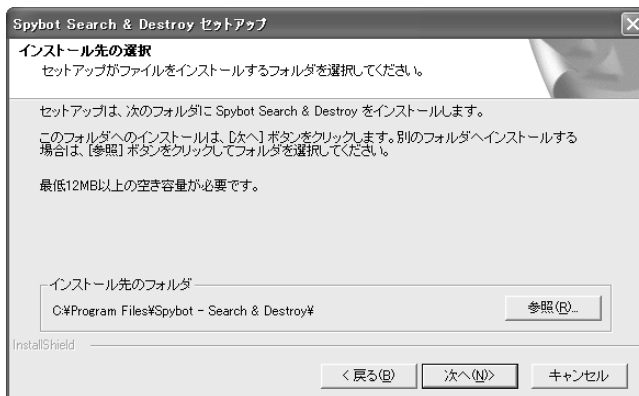 Spybot Search & Destroy セットアップ
インストール先の選択
セットアップがファイルをインストールするフォルダを選択してください。
セットアップは、次のフォルダに Spybot Search & Destroy をインストールします。
このフォルダへのインストールは、[次へ] ボタンをクリックします。別のフォルダへインストールする
場合は、[参照] ボタンをクリックしてフォルダを選択してください。
最低12MB以上の空き容量が必要です。
インストール先のフォルダ
C:¥Program Files¥Spybot - Search & Destroy¥
参照(R)...
InstallShield
< 戻る(B)
次へ(N)>
キャンセル